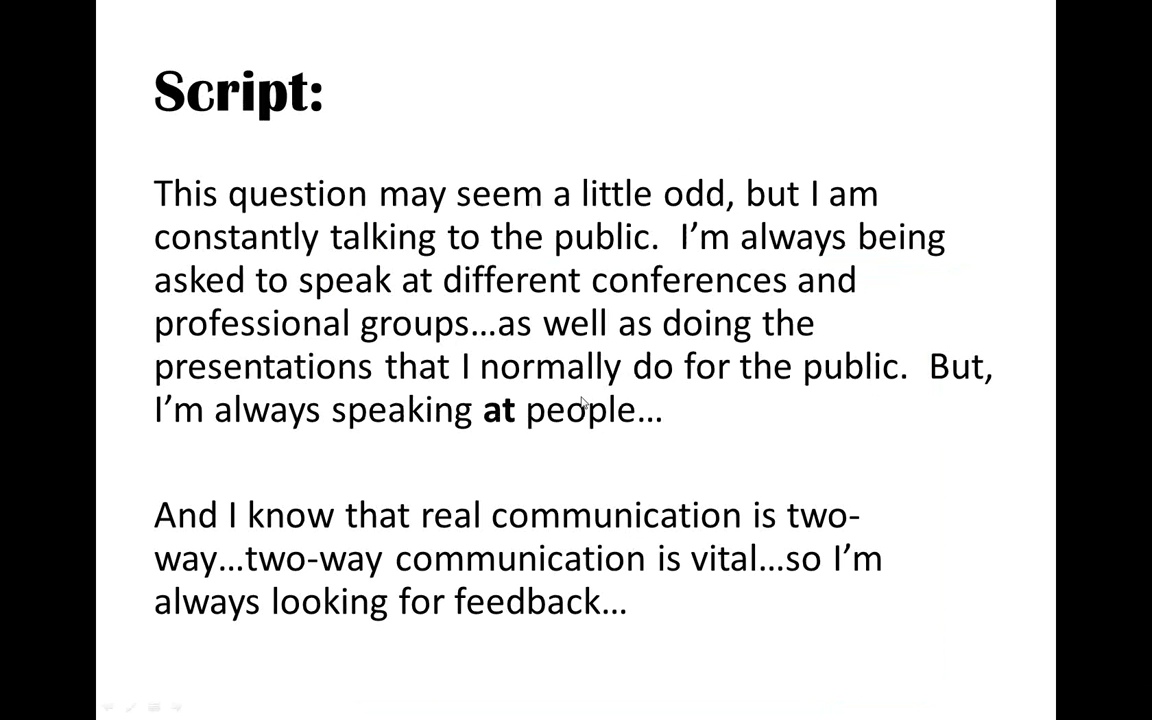 Script:
This question may seem a little odd, but I am
constantly talking to the public.  I’m always being
asked to speak at different conferences and
professional groups…as well as doing the
presentations that I normally do for the public.  But,
I’m always speaking at people…
And I know that real communication is two-
way…two-way communication is vital…so I’m
always looking for feedback…